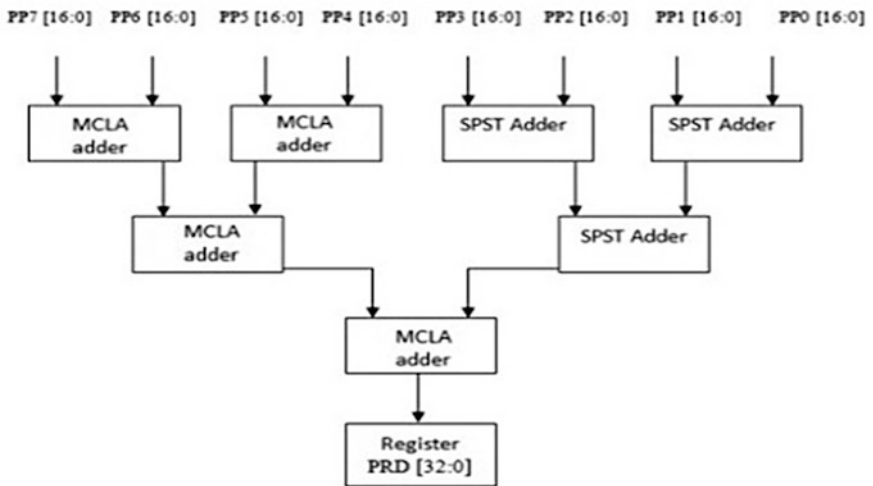 PP7 [16:0] PP6 [16:0] PP5 [16:0] PP4 [16:0] PP3 [16:0] PP2 [16:0] PP1 [16:0] PP0 [16:0]
MCLA
adder
MCLA
adder
SPST Adder
SPST Adder
MCLA
adder
SPST Adder
MCLA
adder
Register
PRD [32:0]